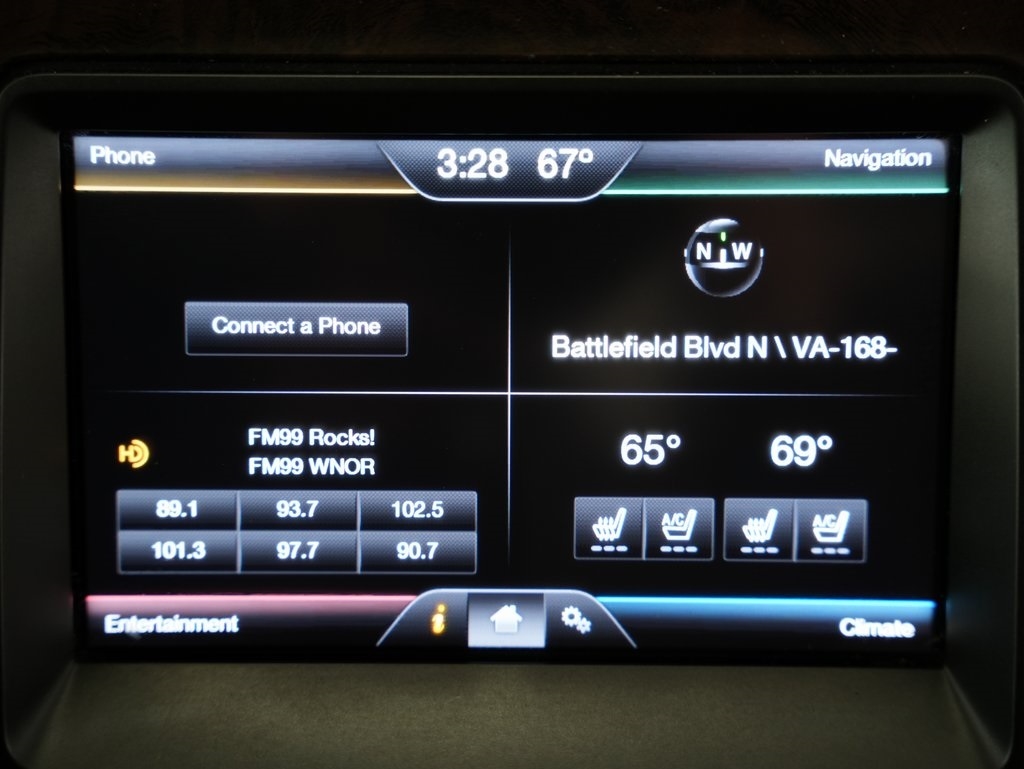 Phone
3:28 67°
Navigation
N W
Connect a Phone
Battlefield Blvd N \ VA-168-
HD
FM99 Rocks!
FM99 WNOR
65° 69°
89.1 93.7 102.5
101.3 97.7 90.7
A/C A/C
Entertainment
i
Climate